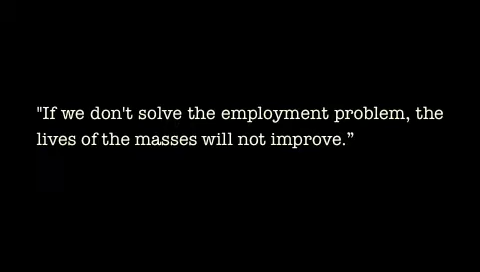 "If we don't solve the employment problem, the
lives of the masses will not improve.”